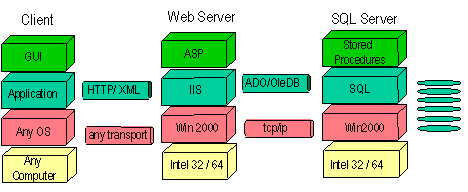 Client
Web Server
SQL Server
GUI
ASP
Stored
Procedures
Application
HTTP/ XML
IIS
ADO/OleDB
SQL
Any OS
any transport
Win 2000
tcp/ip
Win2000
Any
Computer
Intel 32 / 64
Intel 32 / 64